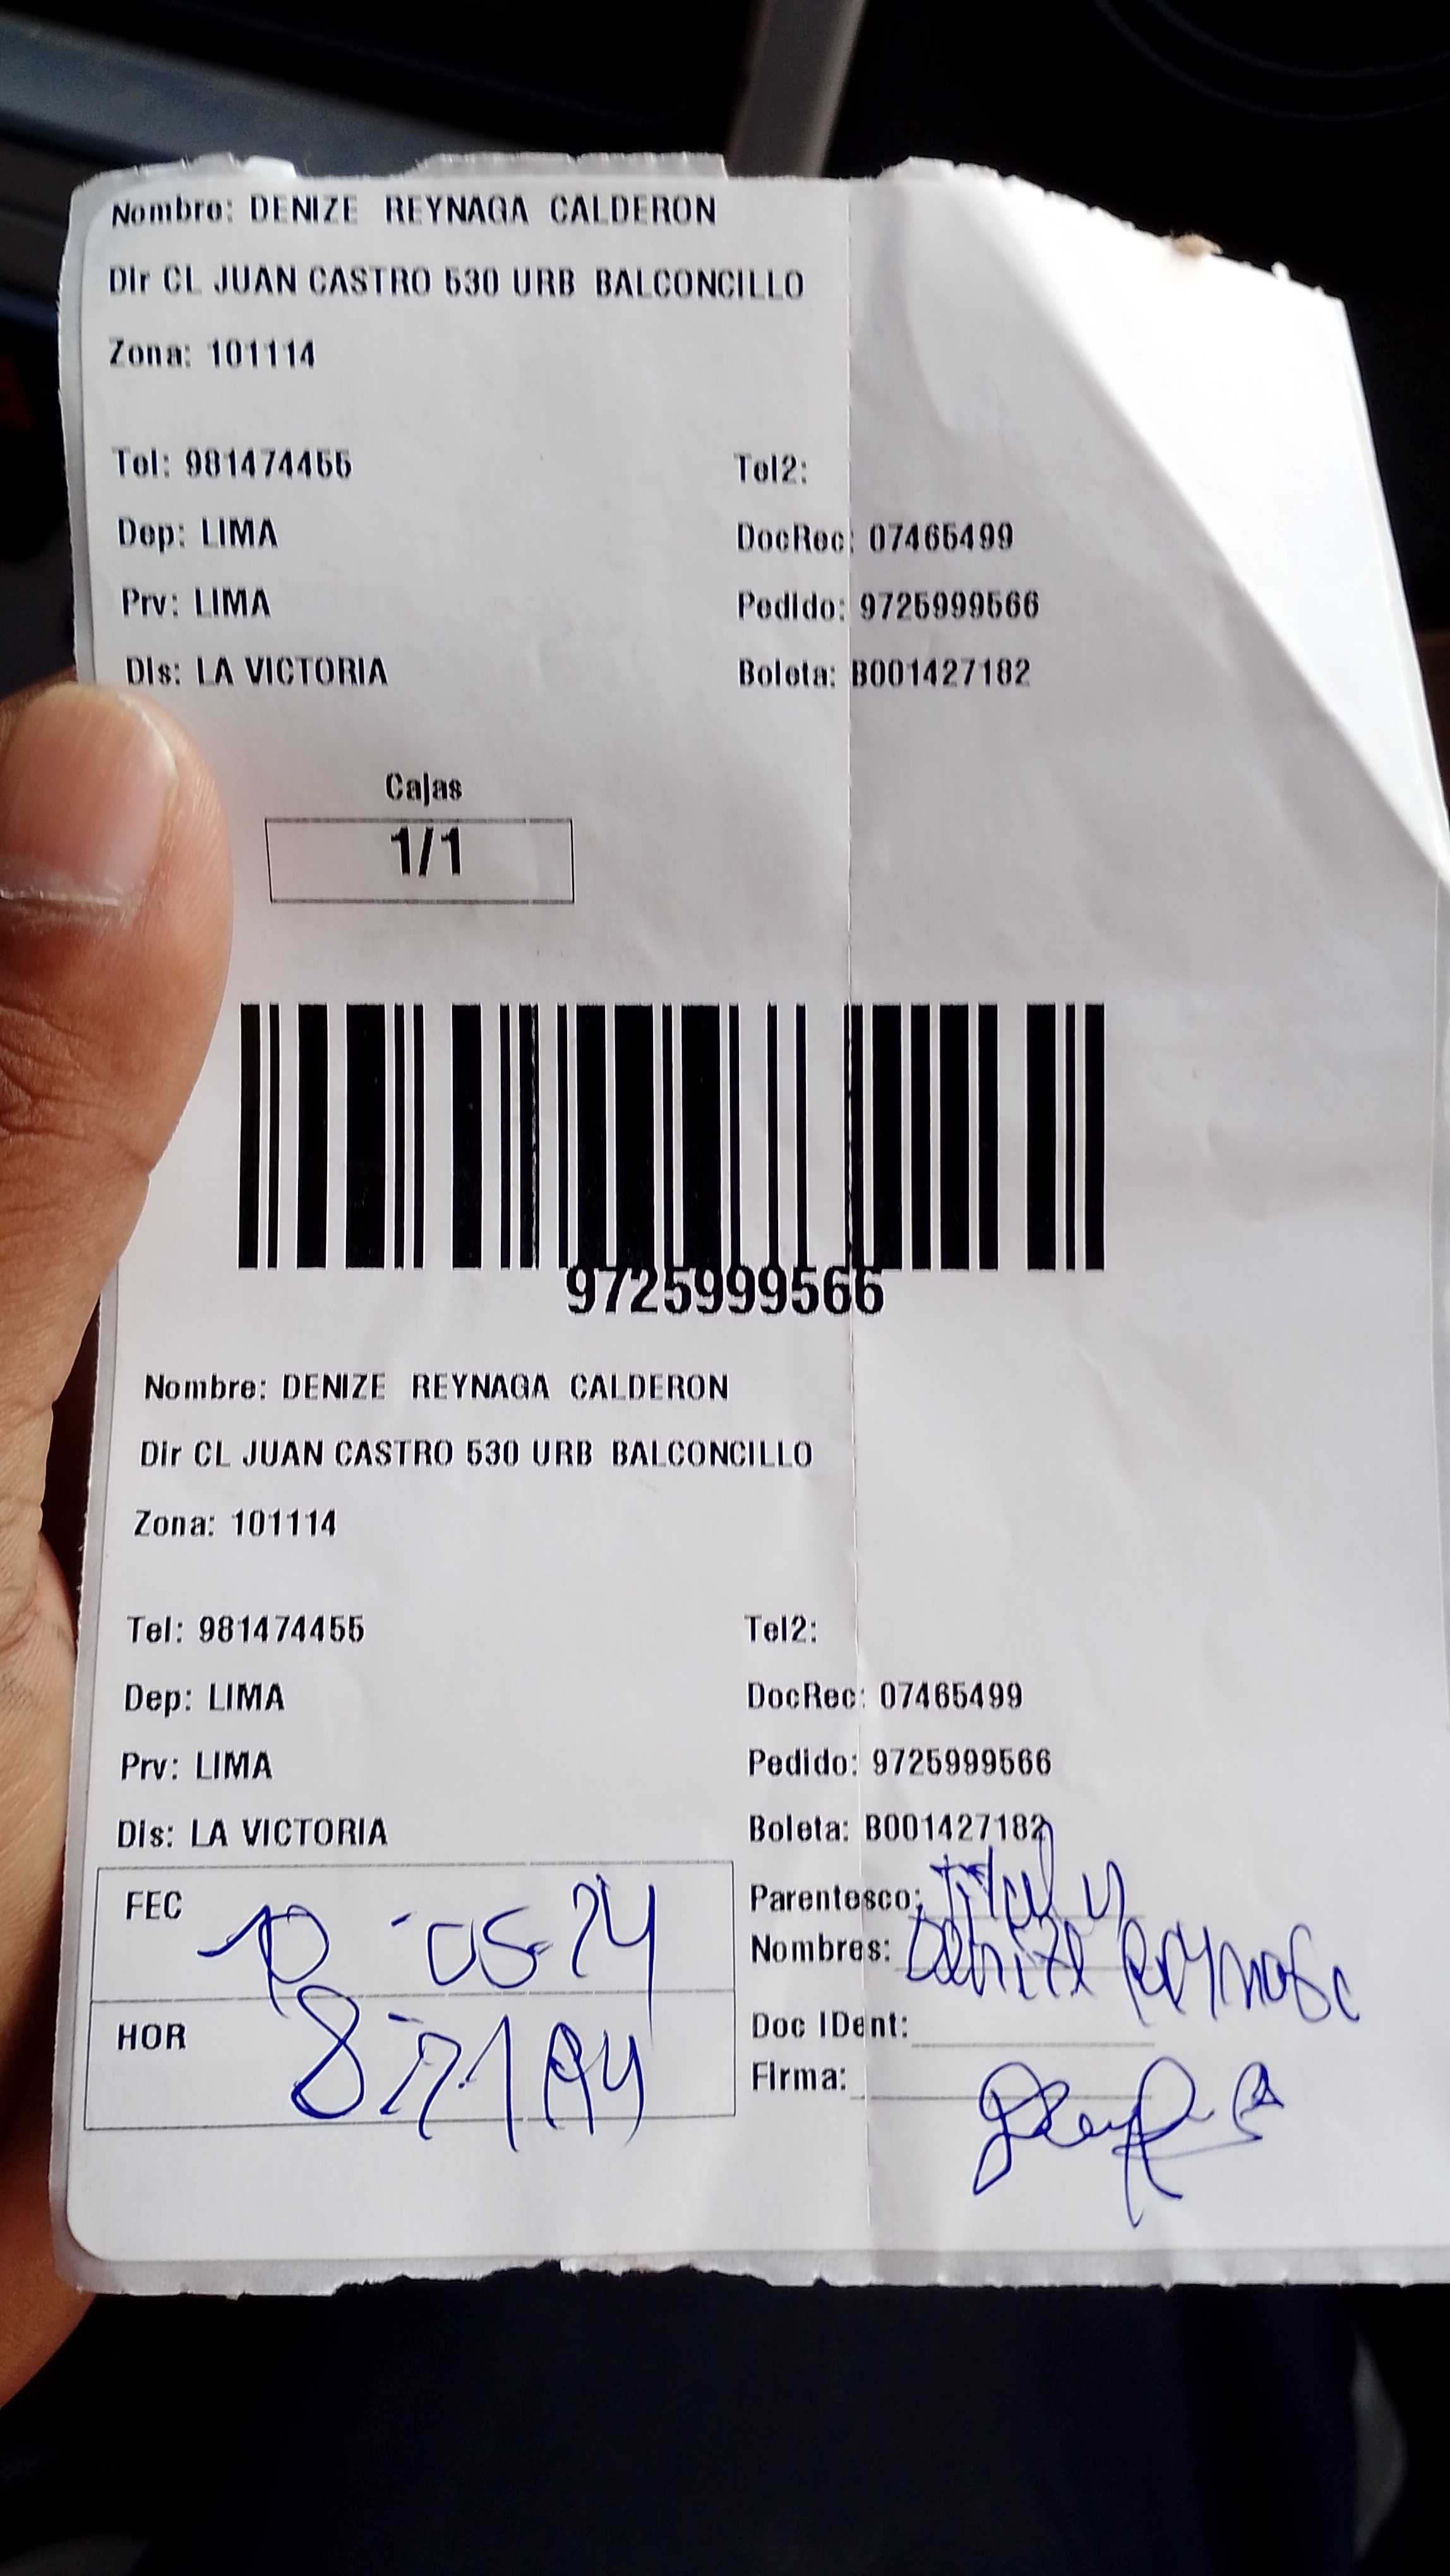 Nombre: DENIZE REYNAGA CALDERON
Dir CL JUAN CASTRO 530 URB BALCONCILLO
Zona: 101114
Tel: 981474455 Tel2:
Dep: LIMA DocRec: 07465499
Prv: LIMA Pedido: 9725999566
Dis: LA VICTORIA Boleta: B001427182
Cajas
1/1
9725999566
Nombre: DENIZE REYNAGA CALDERON
Dir CL JUAN CASTRO 530 URB BALCONCILLO
Zona: 101114
Tel: 981474455 Tel2:
Dep: LIMA DocRec: 07465499
Prv: LIMA Pedido: 9725999566
Dis: LA VICTORIA Boleta: B001427182
FEC Parentesco:
Nombres: Denize
HOR Doc IDent:
Firma: